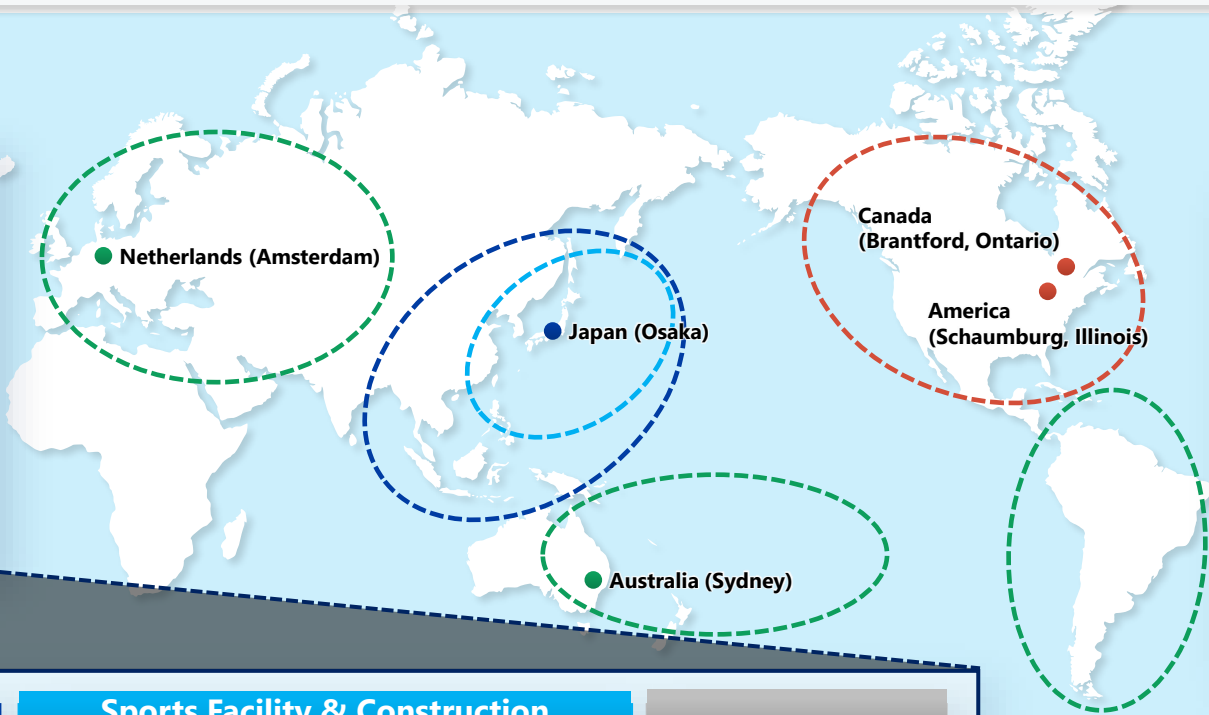 Canada
(Brantford, Ontario)
Netherlands (Amsterdam)
America
(Schaumburg, Illinois)
Japan (Osaka)
Australia (Sydney)
Sports Facility & Construction